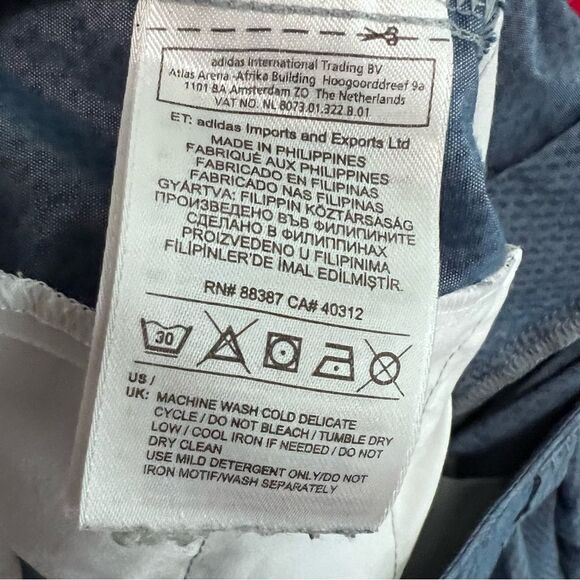 adidas International Trading BV
Atlas Arena -Afrika Building Hoogoorddreef 9a
1101 BA Amsterdam ZO The Netherlands
VAT NO. NL 8073.01.322.B.01
ET: adidas Imports and Exports Ltd
MADE IN PHILIPPINES
FABRIQUÉ AUX PHILIPPINES
FABRICADO EN FILIPINAS
FABRICADO NAS FILIPINAS
GYÁRTVA: FILIPPIN KÖZTÁRSASÁG
ПРОИЗВЕДЕНО ВЪВ ФИЛИПИНИТЕ
СДЕЛАНО В ФИЛИППИНАХ
PROIZVEDENO U FILIPINIMA
FİLİPİNLER'DE İMAL EDİLMİŞTİR.
RN# 88387 CA# 40312
30
US /
UK: MACHINE WASH COLD DELICATE
CYCLE / DO NOT BLEACH / TUMBLE DRY
LOW / COOL IRON IF NEEDED / DO NOT
DRY CLEAN
USE MILD DETERGENT ONLY/DO NOT
IRON MOTIF/WASH SEPARATELY